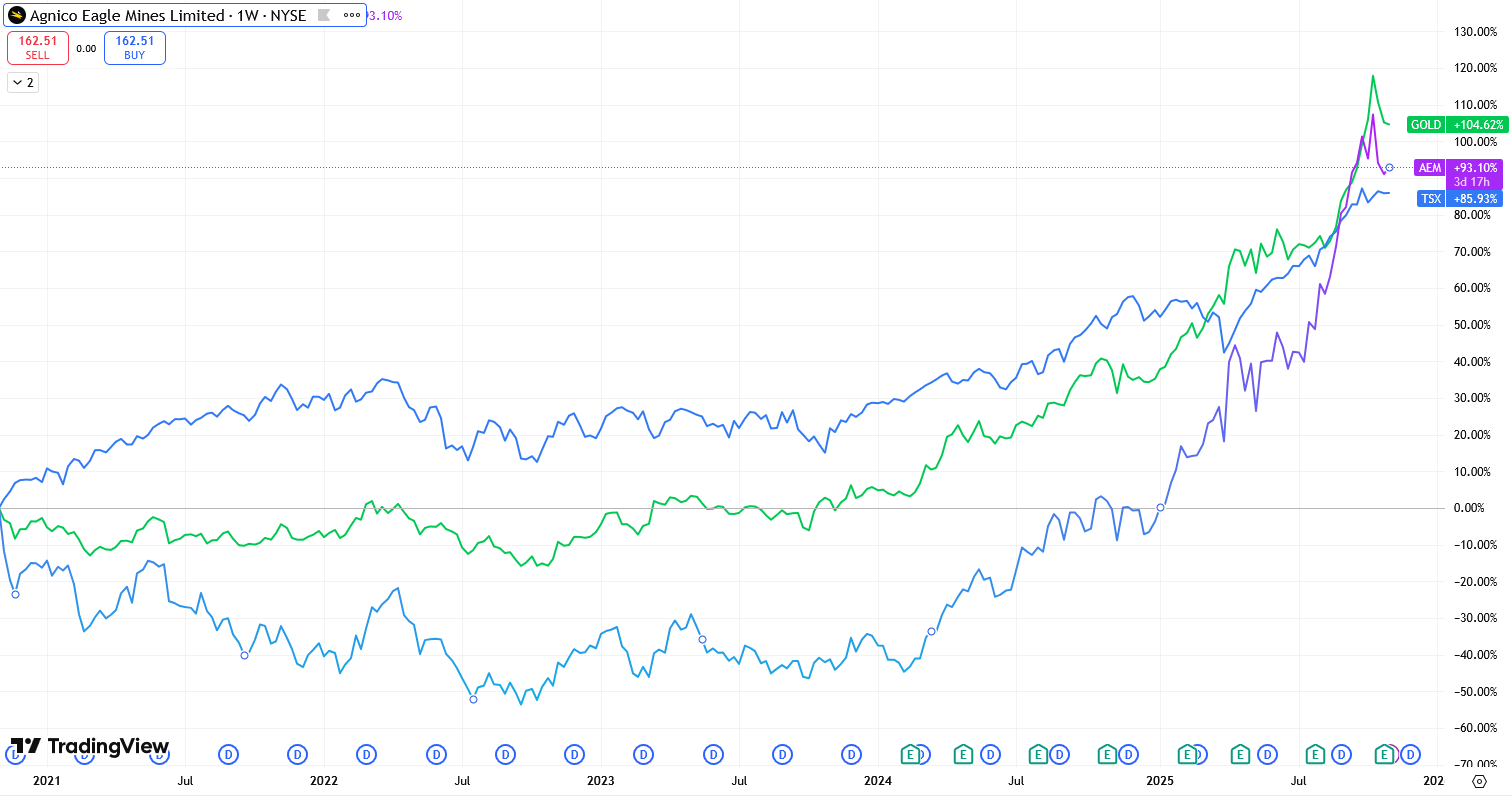 Agnico Eagle Mines Limited · 1W · NYSE 93.10%
162.51 SELL 0.00 162.51 BUY
2
130.00%
120.00%
110.00%
GOLD +104.62%
100.00%
AEM +93.10%
3d 17h
TSX +85.93%
80.00%
70.00%
60.00%
50.00%
40.00%
30.00%
20.00%
10.00%
0.00%
−10.00%
−20.00%
−30.00%
−40.00%
−50.00%
−60.00%
−70.00%
TradingView
D D D D D D D D D D D D D E D E D E D E D E D E D E D E D
2021 Jul 2022 Jul 2023 Jul 2024 Jul 2025 Jul 202